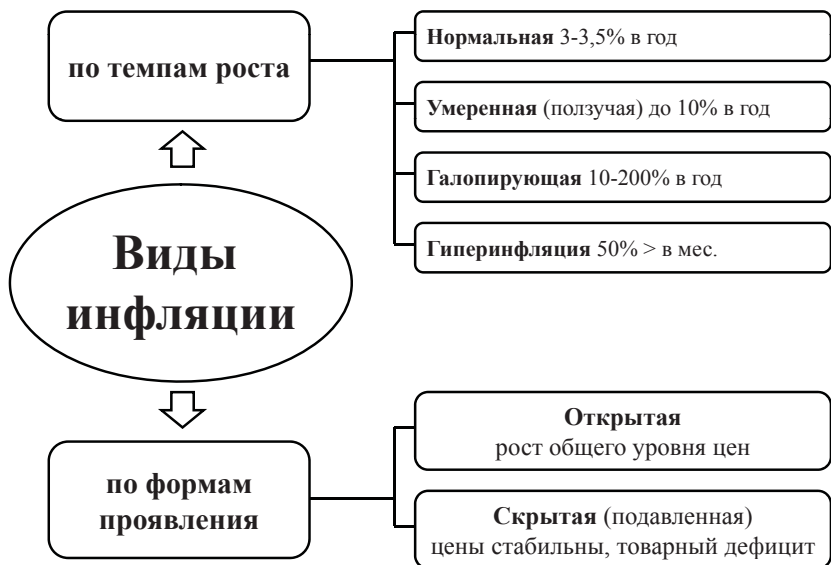 по темпам роста
Нормальная 3-3,5% в год
Умеренная (ползучая) до 10% в год
Галопирующая 10-200% в год
Гиперинфляция 50% > в мес.
Виды
инфляции
по формам
проявления
Открытая
рост общего уровня цен
Скрытая (подавленная)
цены стабильны, товарный дефицит